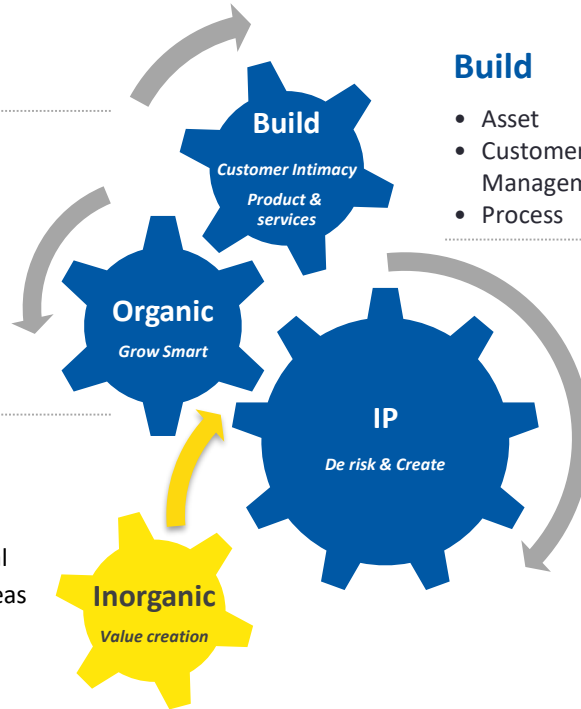 Build
Customer Intimacy
Product &
services
Build
• Asset
• Customer
Managem
• Process
Organic
Grow Smart
IP
De risk & Create
Inorganic
Value creation